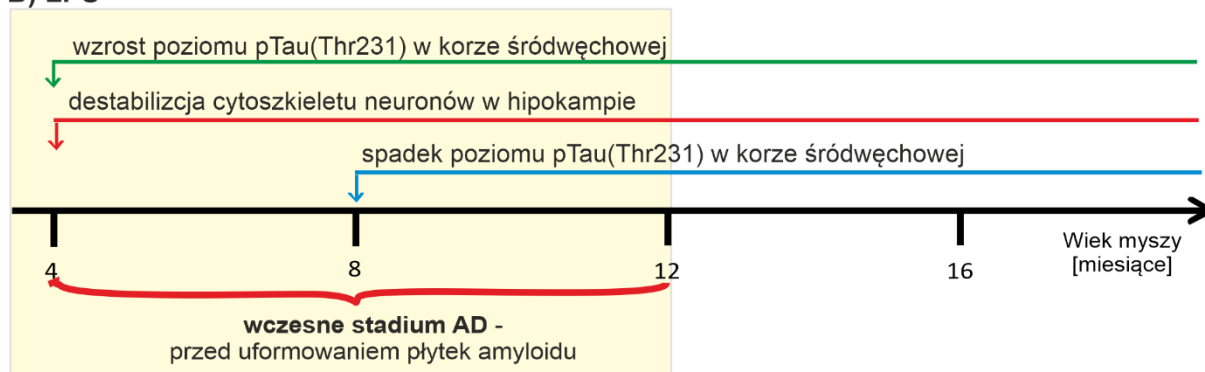 wzrost poziomu pTau(Thr231) w korze śródwęchowej
destabilizcja cytoszkieletu neuronów w hipokampie
spadek poziomu pTau(Thr231) w korze śródwęchowej
4
8
12
16
Wiek myszy
[miesiące]
wczesne stadium AD -
przed uformowaniem płytek amyloidu